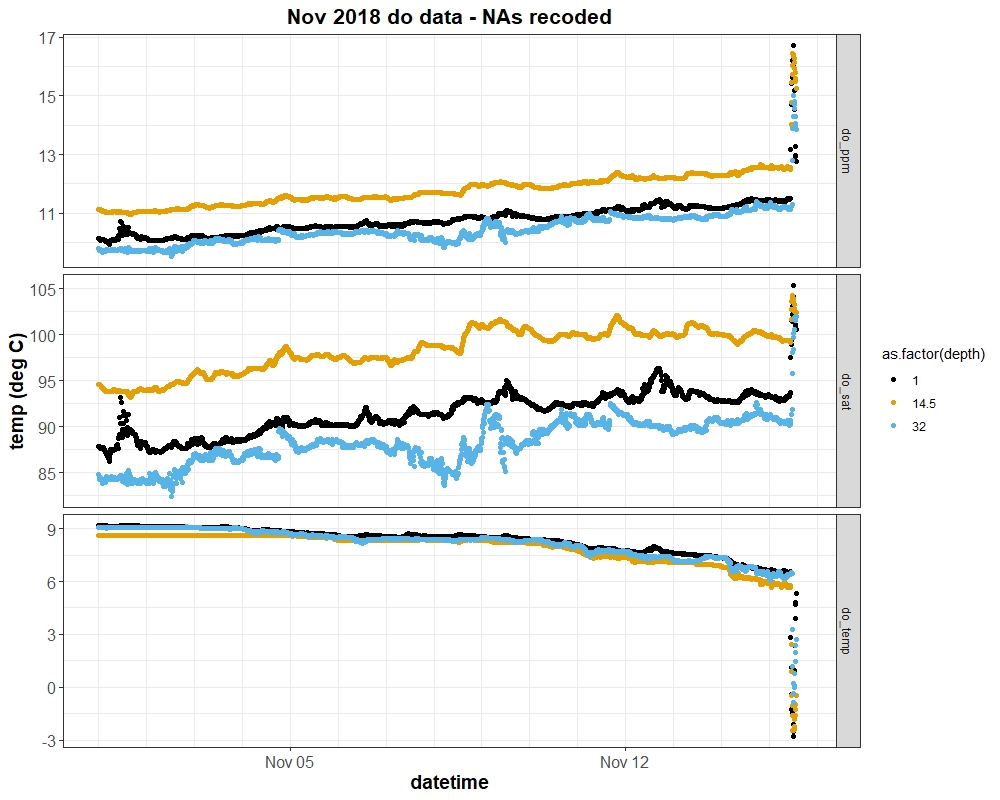 Nov 2018 do data - NAs recoded
17
15
13
11
do_ppm
105
100
95
90
85
do_sat
9
6
3
0
-3
do_temp
temp (deg C)
Nov 05
Nov 12
datetime
as.factor(depth)
1
14.5
32